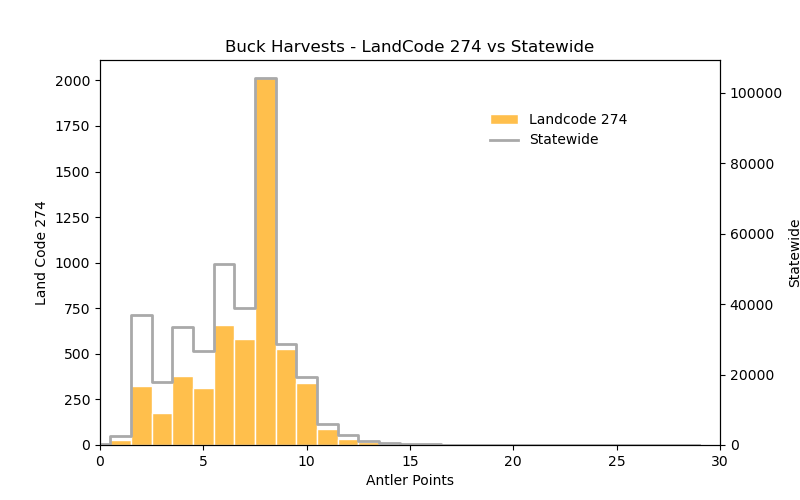 Buck Harvests - LandCode 274 vs Statewide
Landcode 274
Statewide
2000
1750
1500
1250
1000
750
500
250
0
Land Code 274
100000
80000
60000
40000
20000
0
Statewide
0 5 10 15 20 25 30
Antler Points